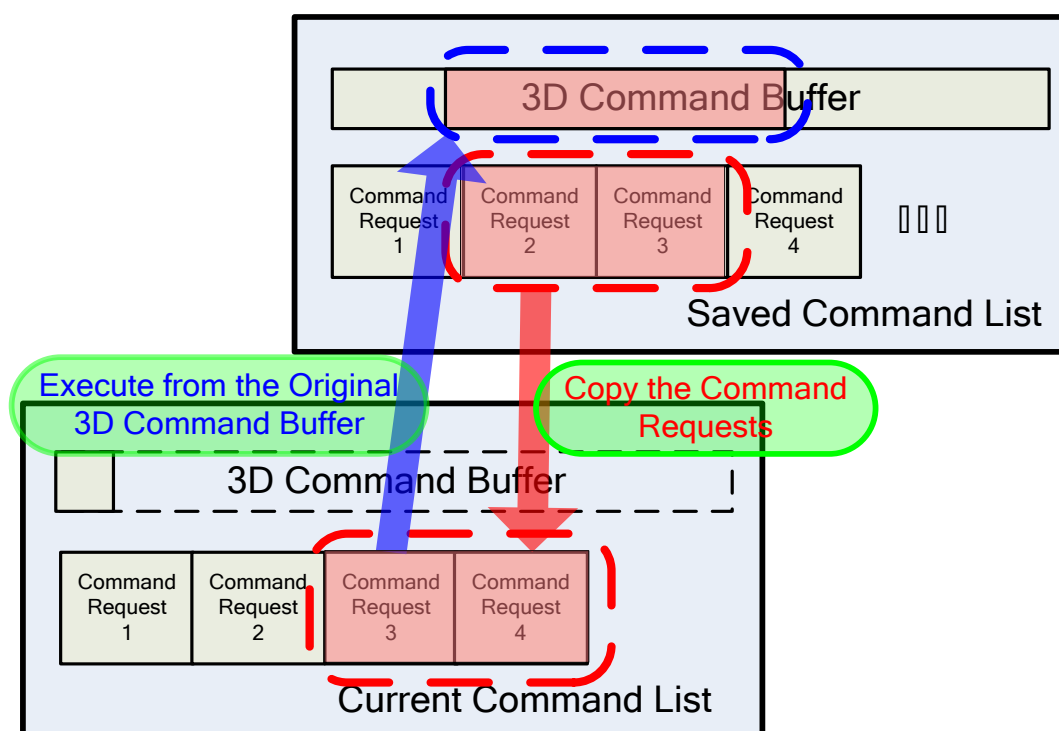 3D Command Buffer
Command
Request
1
Command
Request
2
Command
Request
3
Command
Request
4
▯▯▯
Saved Command List
Execute from the Original
3D Command Buffer
Copy the Command
Requests
3D Command Buffer
Command
Request
1
Command
Request
2
Command
Request
3
Command
Request
4
Current Command List